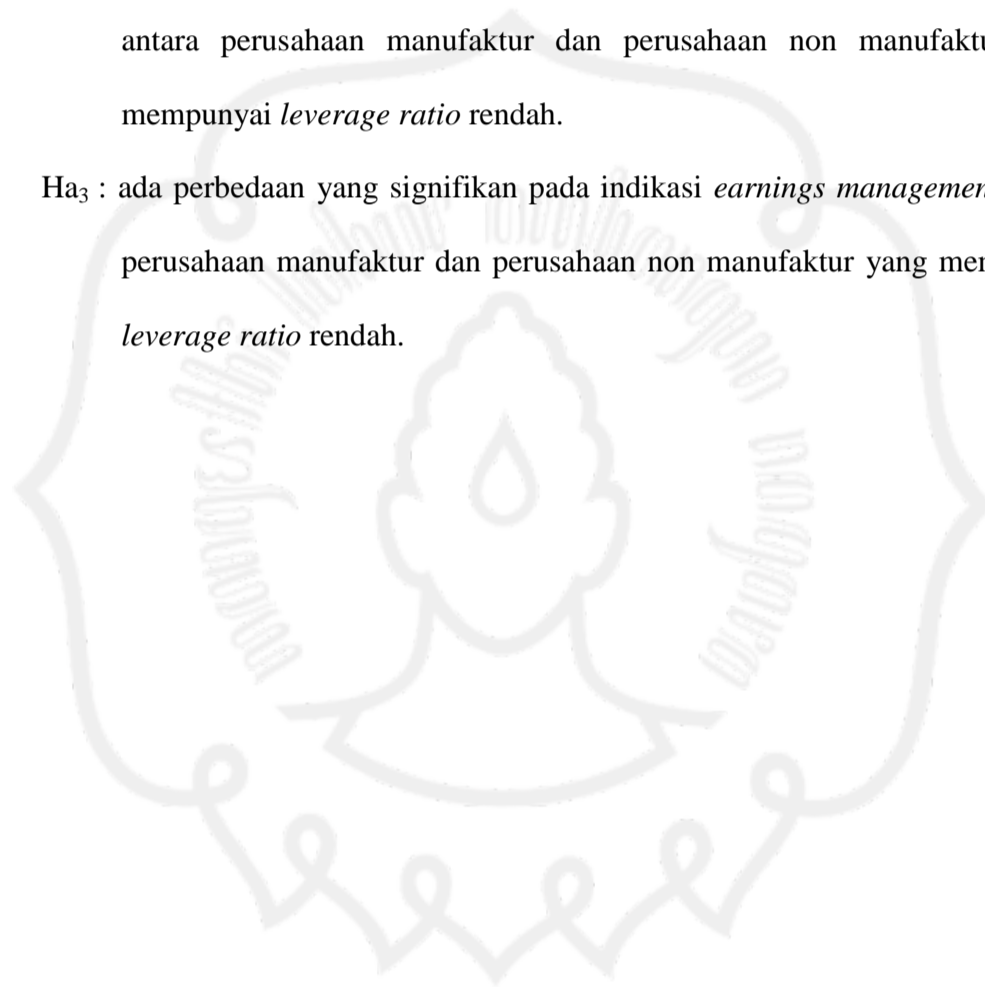 antara perusahaan manufaktur dan perusahaan non manufaktu
mempunyai leverage ratio rendah.
Ha₃ : ada perbedaan yang signifikan pada indikasi earnings managemen
perusahaan manufaktur dan perusahaan non manufaktur yang mem
leverage ratio rendah.